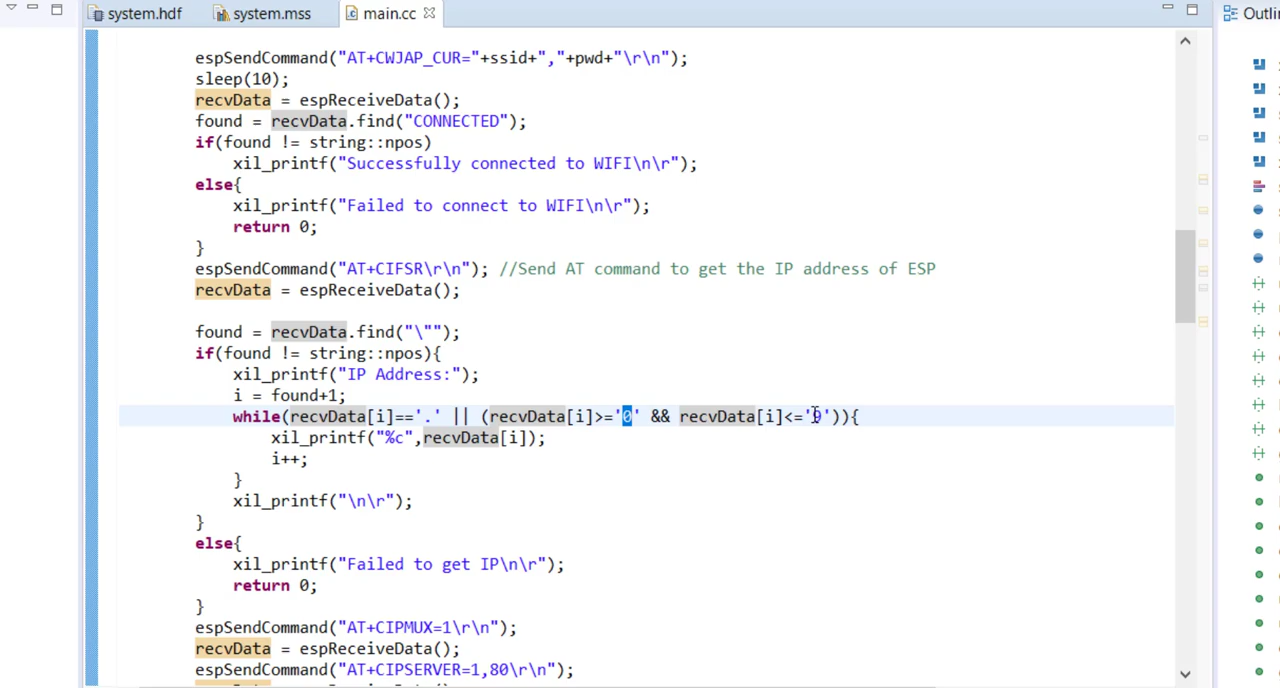 system.hdf system.mss main.cc Outli
espSendCommand("AT+CWJAP_CUR="+ssid+","+pwd+"\r\n");
sleep(10);
recvData = espReceiveData();
found = recvData.find("CONNECTED");
if(found != string::npos)
xil_printf("Successfully connected to WIFI\n\r");
else{
xil_printf("Failed to connect to WIFI\n\r");
return 0;
}
espSendCommand("AT+CIFSR\r\n"); //Send AT command to get the IP address of ESP
recvData = espReceiveData();
found = recvData.find("\"");
if(found != string::npos){
xil_printf("IP Address:");
i = found+1;
while(recvData[i]=='.' || (recvData[i]>='0' && recvData[i]<='9')){
xil_printf("%c",recvData[i]);
i++;
}
xil_printf("\n\r");
}
else{
xil_printf("Failed to get IP\n\r");
return 0;
}
espSendCommand("AT+CIPMUX=1\r\n");
recvData = espReceiveData();
espSendCommand("AT+CIPSERVER=1,80\r\n");